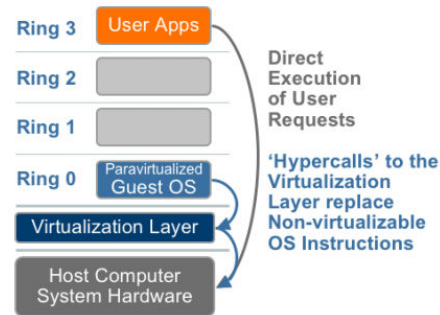 Ring 3
User Apps
Ring 2
Ring 1
Ring 0
Paravirtualized
Guest OS
Virtualization Layer
Host Computer
System Hardware
Direct
Execution
of User
Requests
‘Hypercalls’ to the
Virtualization
Layer replace
Non-virtualizable
OS Instructions